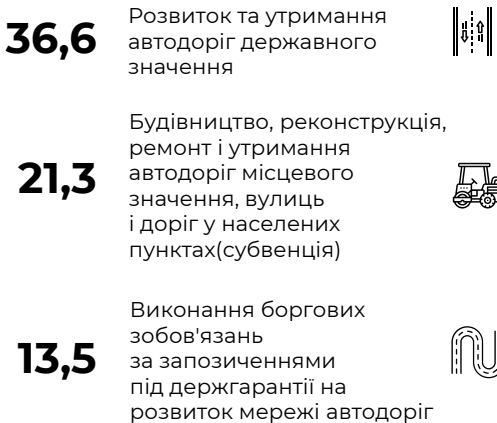 36,6
Розвиток та утримання
автодоріг державного
значення
21,3
Будівництво, реконструкція,
ремонт і утримання
автодоріг місцевого
значення, вулиць
і доріг у населених
пунктах(субвенція)
13,5
Виконання боргових
зобов'язань
за запозиченнями
під держгарантії на
розвиток мережі автодоріг